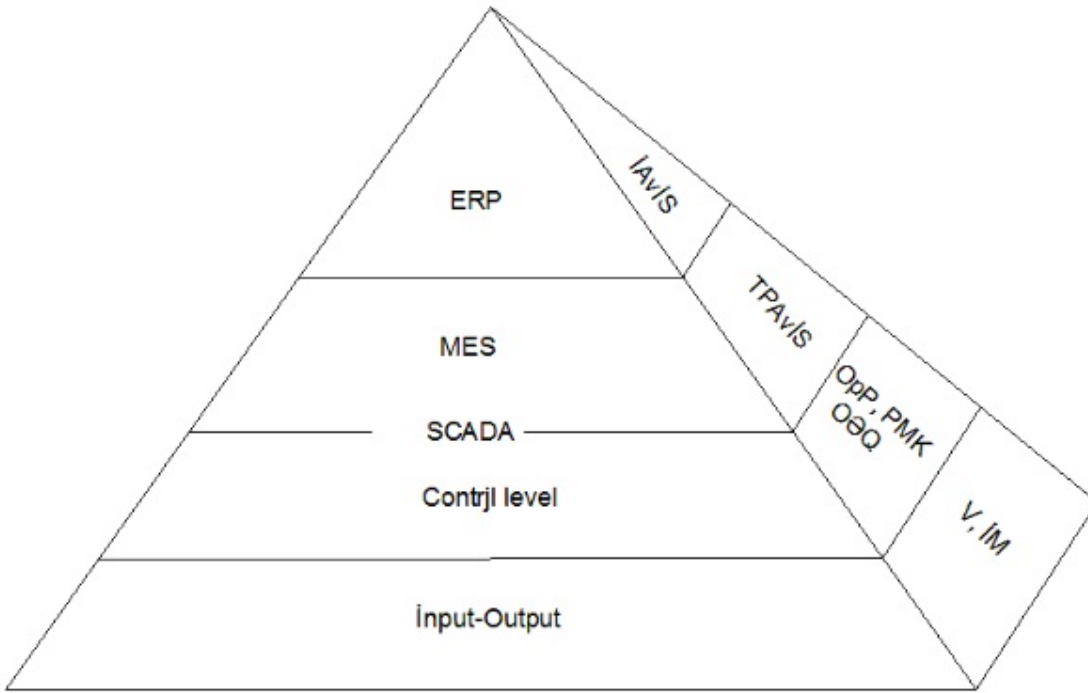 ERP
İAvİS
MES
TPAvİS
SCADA
OpP, PMK
OƏQ
Contrjl level
V, İM
İnput-Output